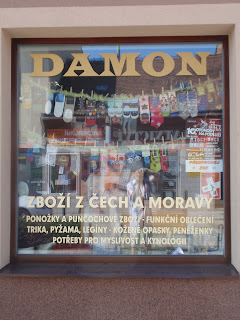 DAMON
ZBOŽÍ Z ČECH A MORAVY
PONOŽKY A PUNČOCHOVÉ ZBOŽÍ - FUNKČNÍ OBLEČENÍ
TRIKA, PYŽAMA, LEGÍNY - KOŽENÉ OPASKY, PENĚŽENKY
POTŘEBY PRO MYSLIVOST A KYNOLOGII